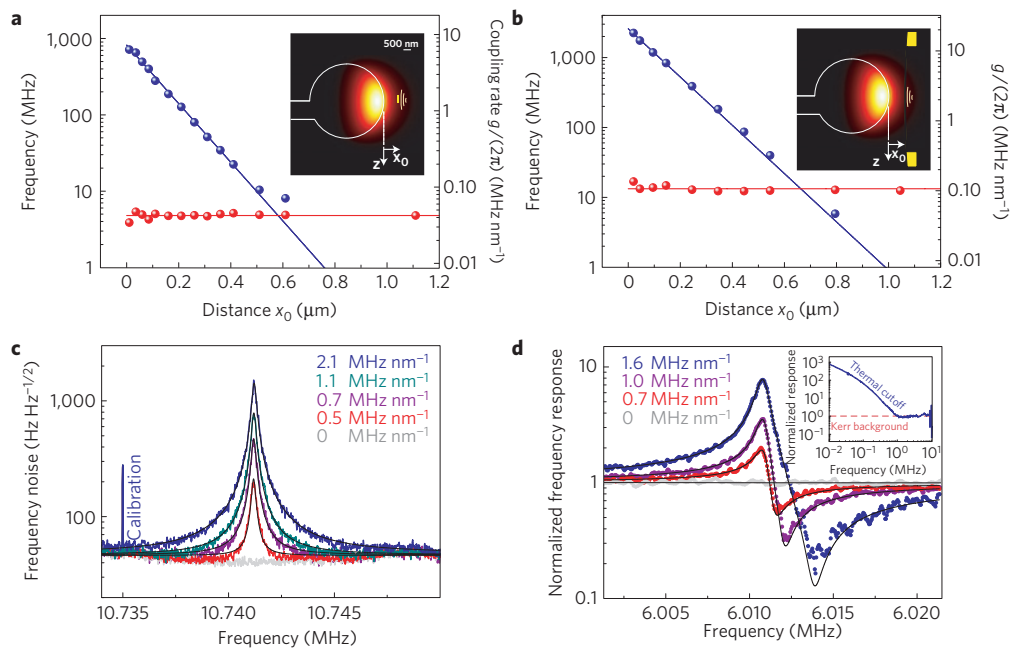 a
Frequency (MHz)
1,000
100
10
1
0
0.2
0.4
0.6
0.8
1.0
1.2
Distance x₀ (μm)
10
1
0.10
0.01
Coupling rate g/(2π) (MHz nm⁻¹)
500 nm
z
x₀
b
Frequency (MHz)
1,000
100
10
1
0
0.2
0.4
0.6
0.8
1.0
1.2
Distance x₀ (μm)
10
1
0.10
0.01
g/(2π) (MHz nm⁻¹)
z
x₀
c
Frequency noise (Hz Hz⁻¹/²)
1,000
100
10.735
10.740
10.745
Frequency (MHz)
2.1 MHz nm⁻¹
1.1 MHz nm⁻¹
0.7 MHz nm⁻¹
0.5 MHz nm⁻¹
0 MHz nm⁻¹
Calibration
d
Normalized frequency response
10
1
0.1
6.005
6.010
6.015
6.020
Frequency (MHz)
1.6 MHz nm⁻¹
1.0 MHz nm⁻¹
0.7 MHz nm⁻¹
0 MHz nm⁻¹
Normalized response
10³
10²
10¹
10⁰
10⁻¹
Thermal cutoff
Kerr background
10⁻²
10⁻¹
10⁰
10¹
Frequency (MHz)